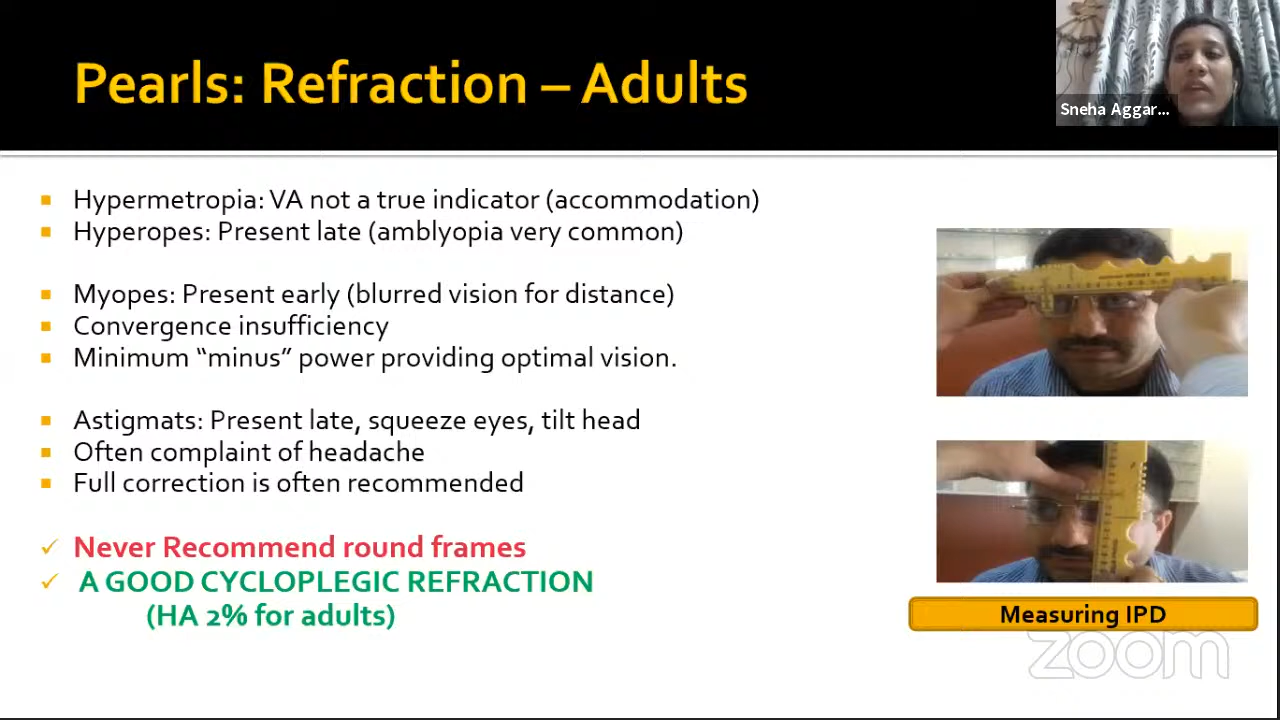 Pearls: Refraction – Adults
Sneha Aggar...
Hypermetropia: VA not a true indicator (accommodation)
Hyperopes: Present late (amblyopia very common)
Myopes: Present early (blurred vision for distance)
Convergence insufficiency
Minimum “minus” power providing optimal vision.
Astigmats: Present late, squeeze eyes, tilt head
Often complaint of headache
Full correction is often recommended
Never Recommend round frames
A GOOD CYCLOPLEGIC REFRACTION
(HA 2% for adults)
Measuring IPD
zoom